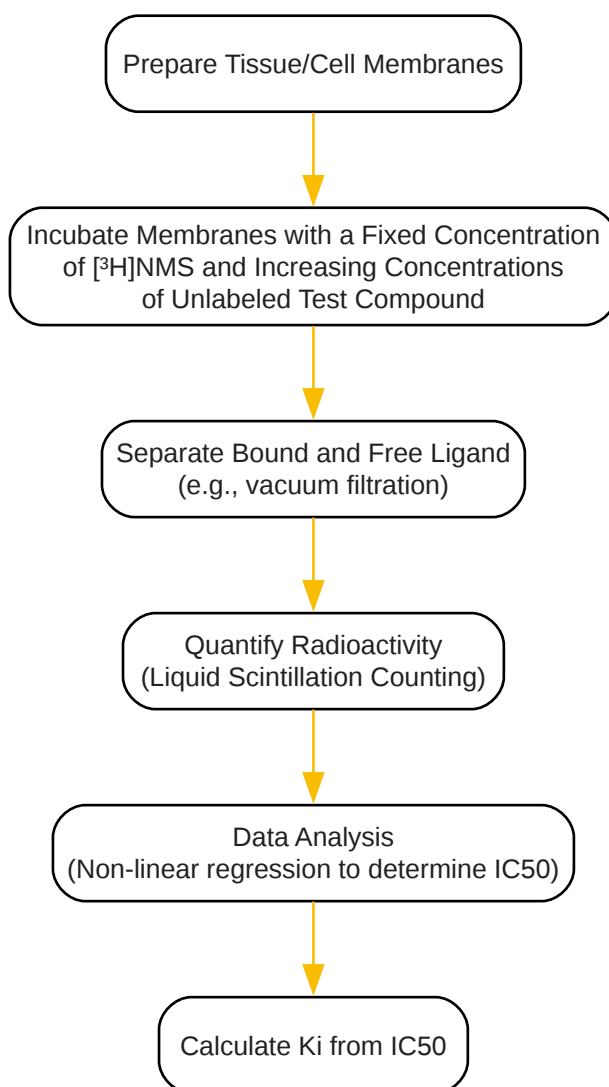 Prepare Tissue/Cell Membranes
Incubate Membranes with a Fixed Concentration
of [³H]NMS and Increasing Concentrations
of Unlabeled Test Compound
Separate Bound and Free Ligand
(e.g., vacuum filtration)
Quantify Radioactivity
(Liquid Scintillation Counting)
Data Analysis
(Non-linear regression to determine IC50)
Calculate Ki from IC50